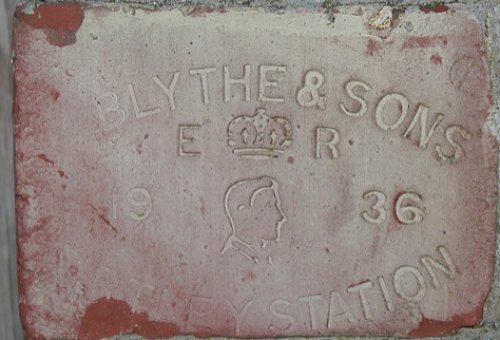 BLYTHE & SONS
E R
19 36
STATION